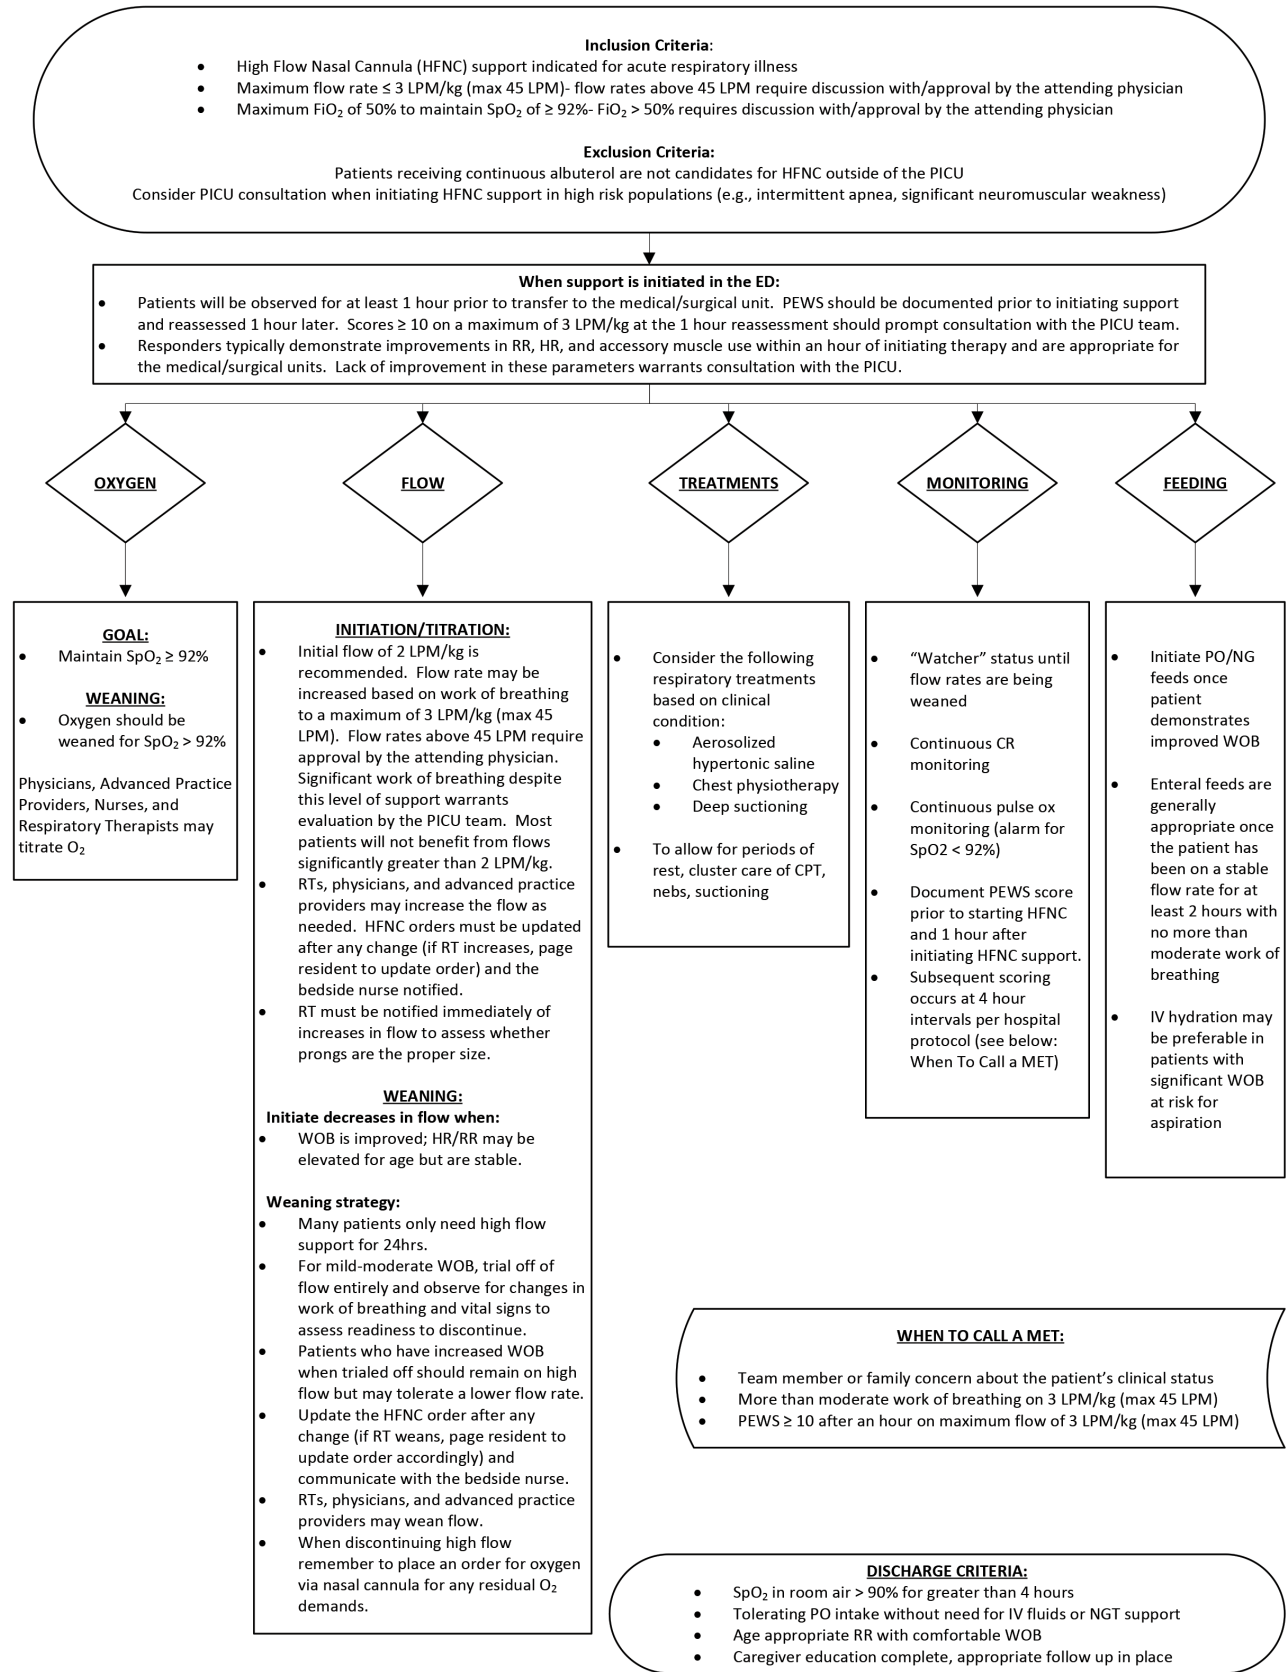 Inclusion Criteria:
• High Flow Nasal Cannula (HFNC) support indicated for acute respiratory illness
• Maximum flow rate ≤ 3 LPM/kg (max 45 LPM)- flow rates above 45 LPM require discussion with/approval by the attending physician
• Maximum FiO₂ of 50% to maintain SpO₂ of ≥ 92%- FiO₂ > 50% requires discussion with/approval by the attending physician
Exclusion Criteria:
Patients receiving continuous albuterol are not candidates for HFNC outside of the PICU
Consider PICU consultation when initiating HFNC support in high risk populations (e.g., intermittent apnea, significant neuromuscular weakness)
When support is initiated in the ED:
• Patients will be observed for at least 1 hour prior to transfer to the medical/surgical unit. PEWS should be documented prior to initiating support
and reassessed 1 hour later. Scores ≥ 10 on a maximum of 3 LPM/kg at the 1 hour reassessment should prompt consultation with the PICU team.
• Responders typically demonstrate improvements in RR, HR, and accessory muscle use within an hour of initiating therapy and are appropriate for
the medical/surgical units. Lack of improvement in these parameters warrants consultation with the PICU.
OXYGEN
FLOW
TREATMENTS
MONITORING
FEEDING
GOAL:
• Maintain SpO₂ ≥ 92%
WEANING:
• Oxygen should be
weaned for SpO₂ > 92%
Physicians, Advanced Practice
Providers, Nurses, and
Respiratory Therapists may
titrate O₂
INITIATION/TITRATION:
• Initial flow of 2 LPM/kg is
recommended. Flow rate may be
increased based on work of breathing
to a maximum of 3 LPM/kg (max 45
LPM). Flow rates above 45 LPM require
approval by the attending physician.
Significant work of breathing despite
this level of support warrants
evaluation by the PICU team. Most
patients will not benefit from flows
significantly greater than 2 LPM/kg.
• RTs, physicians, and advanced practice
providers may increase the flow as
needed. HFNC orders must be updated
after any change (if RT increases, page
resident to update order) and the
bedside nurse notified.
• RT must be notified immediately of
increases in flow to assess whether
prongs are the proper size.
WEANING:
Initiate decreases in flow when:
• WOB is improved; HR/RR may be
elevated for age but are stable.
Weaning strategy:
• Many patients only need high flow
support for 24hrs.
• For mild-moderate WOB, trial off of
flow entirely and observe for changes in
work of breathing and vital signs to
assess readiness to discontinue.
• Patients who have increased WOB
when trialed off should remain on high
flow but may tolerate a lower flow rate.
• Update the HFNC order after any
change (if RT weans, page resident to
update order accordingly) and
communicate with the bedside nurse.
• RTs, physicians, and advanced practice
providers may wean flow.
• When discontinuing high flow
remember to place an order for oxygen
via nasal cannula for any residual O₂
demands.
• Consider the following
respiratory treatments
based on clinical
condition:
• Aerosolized
hypertonic saline
• Chest physiotherapy
• Deep suctioning
• To allow for periods of
rest, cluster care of CPT,
nebs, suctioning
• “Watcher” status until
flow rates are being
weaned
• Continuous CR
monitoring
• Continuous pulse ox
monitoring (alarm for
SpO2 < 92%)
• Document PEWS score
prior to starting HFNC
and 1 hour after
initiating HFNC support.
• Subsequent scoring
occurs at 4 hour
intervals per hospital
protocol (see below:
When To Call a MET)
• Initiate PO/NG
feeds once
patient
demonstrates
improved WOB
• Enteral feeds are
generally
appropriate once
the patient has
been on a stable
flow rate for at
least 2 hours with
no more than
moderate work of
breathing
• IV hydration may
be preferable in
patients with
significant WOB
at risk for
aspiration
WHEN TO CALL A MET:
• Team member or family concern about the patient’s clinical status
• More than moderate work of breathing on 3 LPM/kg (max 45 LPM)
• PEWS ≥ 10 after an hour on maximum flow of 3 LPM/kg (max 45 LPM)
DISCHARGE CRITERIA:
• SpO₂ in room air > 90% for greater than 4 hours
• Tolerating PO intake without need for IV fluids or NGT support
• Age appropriate RR with comfortable WOB
• Caregiver education complete, appropriate follow up in place